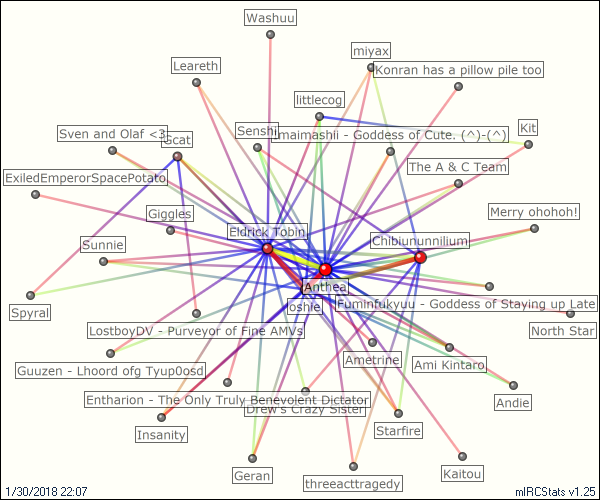 Washuu
miyax
Leareth
Konran has a pillow pile too
littlecog
Kit
Sven and Olaf <3
Gcat
Senshi
maimashii - Goddess of Cute. (^)-(^)
The A & C Team
ExiledEmperorSpacePotato
Giggles
Merry ohohoh!
Eldrick Tobin
Chibiununnilium
Sunnie
Anthea
oshie
Fuminfukyuu - Goddess of Staying up Late
Spyral
LostboyDV - Purveyor of Fine AMVs
North Star
Ametrine
Ami Kintaro
Guuzen - Lhoord ofg Tyup0osd
Entharion - The Only Truly Benevolent Dictator
Andie
Drew's Crazy Sister
Insanity
Starfire
Geran
threeacttragedy
Kaitou
1/30/2018 22:07
mIRCStats v1.25